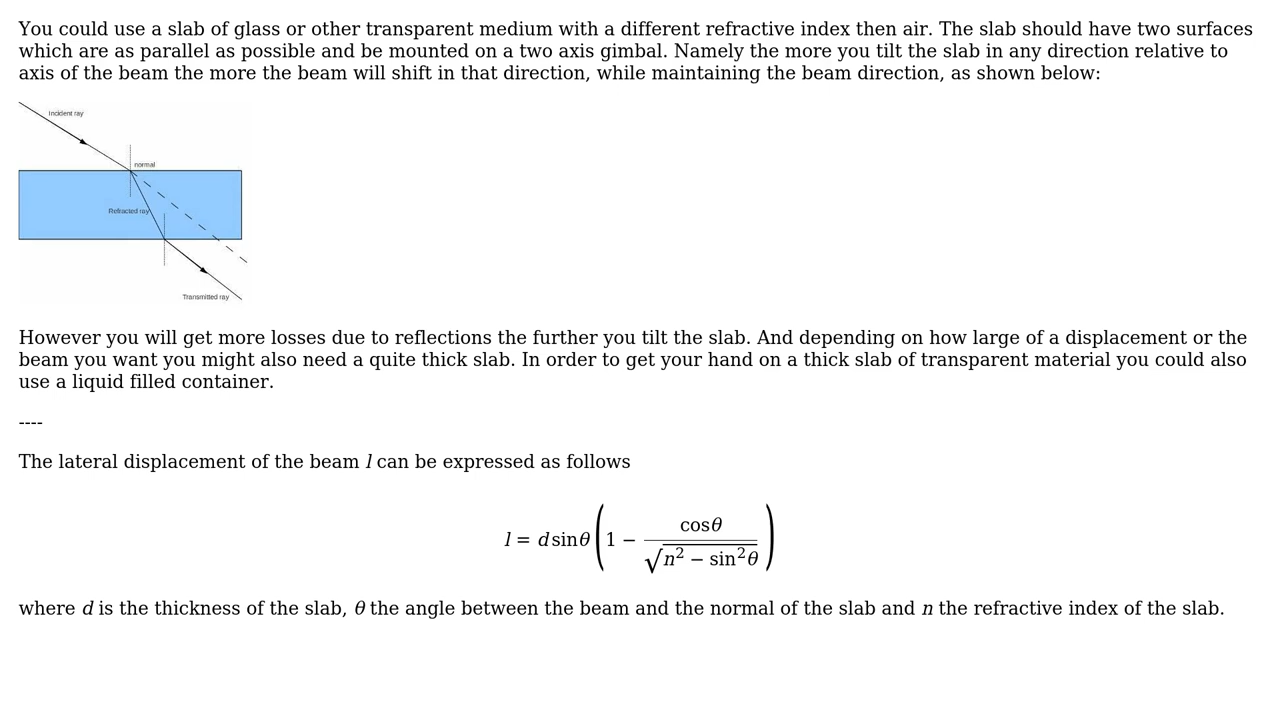 You could use a slab of glass or other transparent medium with a different refractive index then air. The slab should have two surfaces
which are as parallel as possible and be mounted on a two axis gimbal. Namely the more you tilt the slab in any direction relative to
axis of the beam the more the beam will shift in that direction, while maintaining the beam direction, as shown below:
Incident ray
normal
Refracted ray
Transmitted ray
However you will get more losses due to reflections the further you tilt the slab. And depending on how large of a displacement or the
beam you want you might also need a quite thick slab. In order to get your hand on a thick slab of transparent material you could also
use a liquid filled container.
----
The lateral displacement of the beam l can be expressed as follows
l = d sinθ (1 − cosθ / √(n² − sin²θ))
where d is the thickness of the slab, θ the angle between the beam and the normal of the slab and n the refractive index of the slab.